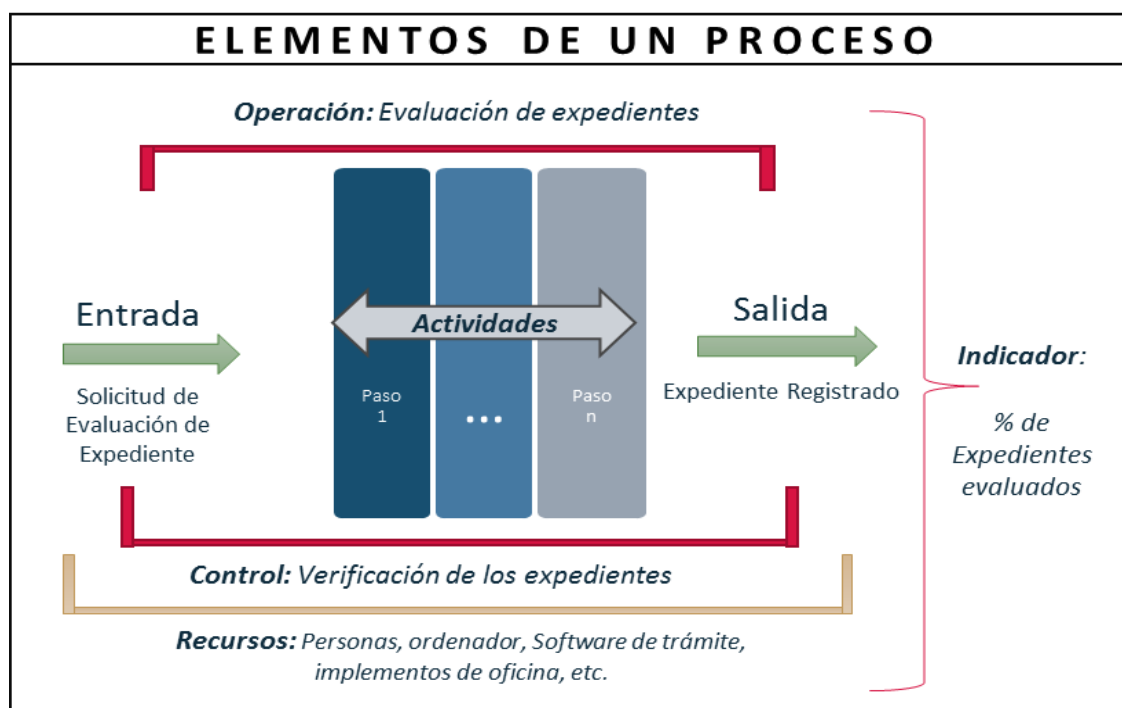 ELEMENTOS DE UN PROCESO
Operación: Evaluación de expedientes
Entrada
Solicitud de
Evaluación de
Expediente
Actividades
Paso
1
...
Paso
n
Salida
Expediente Registrado
Indicador:
% de
Expedientes
evaluados
Control: Verificación de los expedientes
Recursos: Personas, ordenador, Software de trámite,
implementos de oficina, etc.